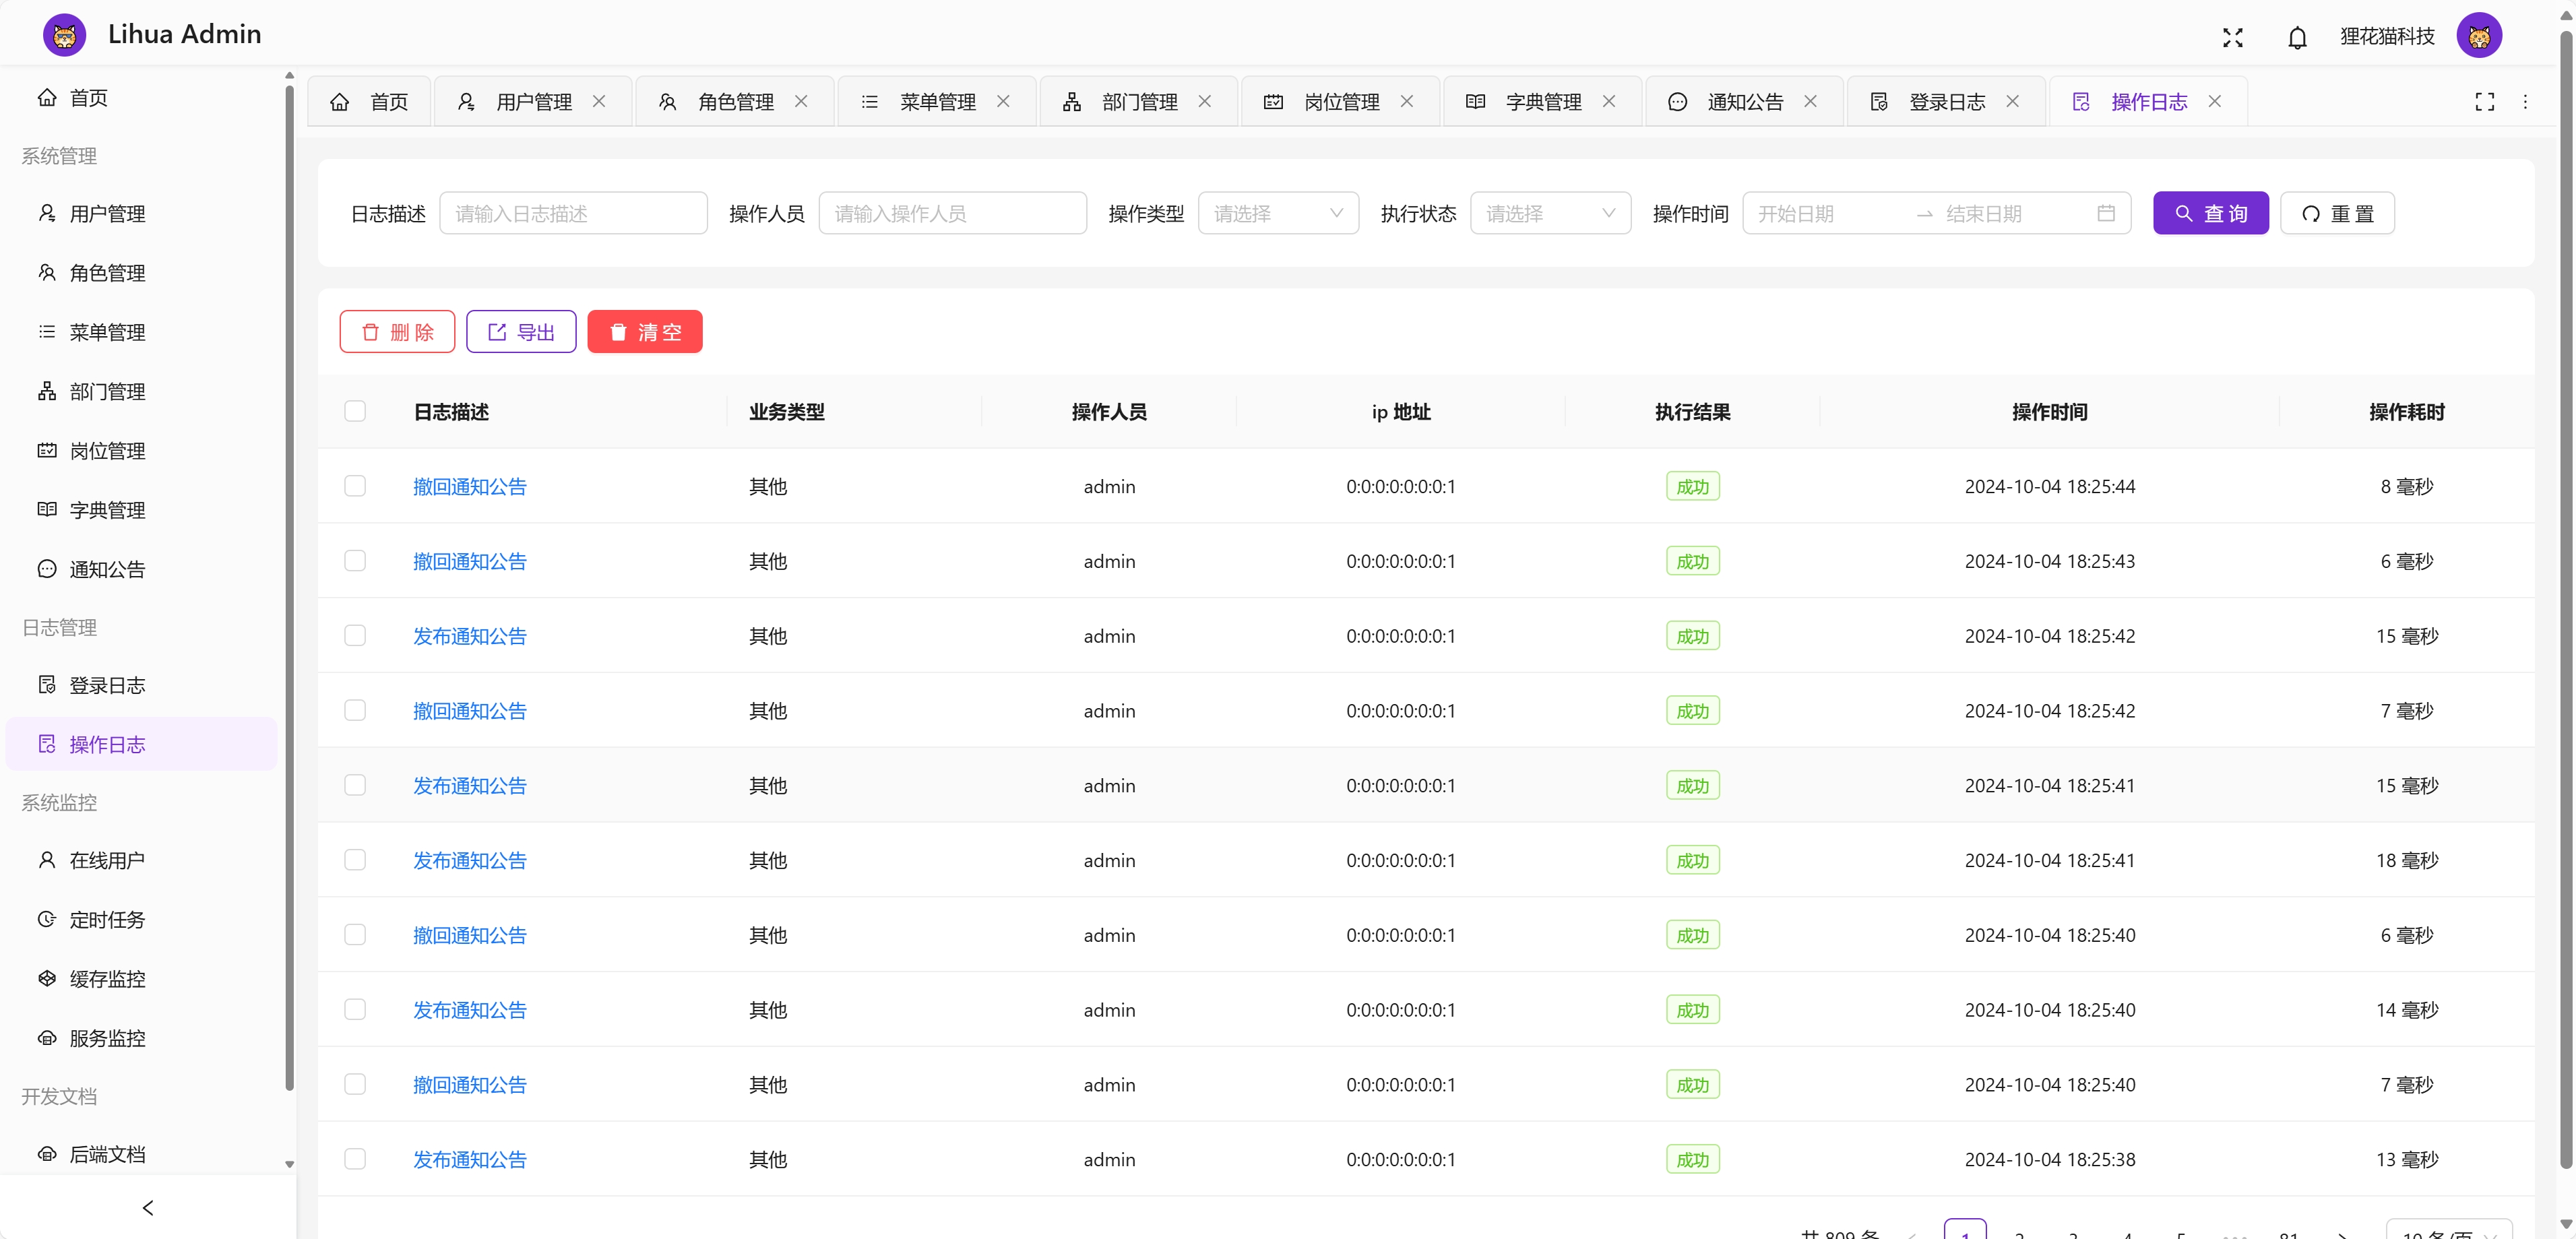 Lihua Admin
狸花猫科技
首页
系统管理
用户管理
角色管理
菜单管理
部门管理
岗位管理
字典管理
通知公告
日志管理
登录日志
操作日志
系统监控
在线用户
定时任务
缓存监控
服务监控
开发文档
后端文档
首页 用户管理 角色管理 菜单管理 部门管理 岗位管理 字典管理 通知公告 登录日志 操作日志
日志描述 请输入日志描述 操作人员 请输入操作人员 操作类型 请选择 执行状态 请选择 操作时间 开始日期 → 结束日期 查 询 重 置
删 除 导出 清 空
日志描述 业务类型 操作人员 ip 地址 执行结果 操作时间 操作耗时
撤回通知公告 其他 admin 0:0:0:0:0:0:0:1 成功 2024-10-04 18:25:44 8 毫秒
撤回通知公告 其他 admin 0:0:0:0:0:0:0:1 成功 2024-10-04 18:25:43 6 毫秒
发布通知公告 其他 admin 0:0:0:0:0:0:0:1 成功 2024-10-04 18:25:42 15 毫秒
撤回通知公告 其他 admin 0:0:0:0:0:0:0:1 成功 2024-10-04 18:25:42 7 毫秒
发布通知公告 其他 admin 0:0:0:0:0:0:0:1 成功 2024-10-04 18:25:41 15 毫秒
发布通知公告 其他 admin 0:0:0:0:0:0:0:1 成功 2024-10-04 18:25:41 18 毫秒
撤回通知公告 其他 admin 0:0:0:0:0:0:0:1 成功 2024-10-04 18:25:40 6 毫秒
发布通知公告 其他 admin 0:0:0:0:0:0:0:1 成功 2024-10-04 18:25:40 14 毫秒
撤回通知公告 其他 admin 0:0:0:0:0:0:0:1 成功 2024-10-04 18:25:40 7 毫秒
发布通知公告 其他 admin 0:0:0:0:0:0:0:1 成功 2024-10-04 18:25:38 13 毫秒
1 2 3 4 5 ••• 81 10 条/页